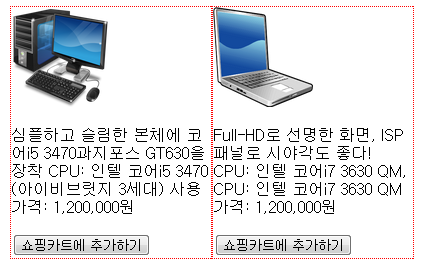 심플하고 슬림한 본체에 코
어i5 3470과지포스 GT630을
장착 CPU: 인텔 코어i5 3470
(아이비브릿지 3세대) 사용
가격: 1,200,000원
쇼핑카트에 추가하기
Full-HD로 선명한 화면, ISP
패널로 시야각도 좋다!
CPU: 인텔 코어i7 3630 QM,
CPU: 인텔 코어i7 3630 QM
가격: 1,200,000원
쇼핑카트에 추가하기